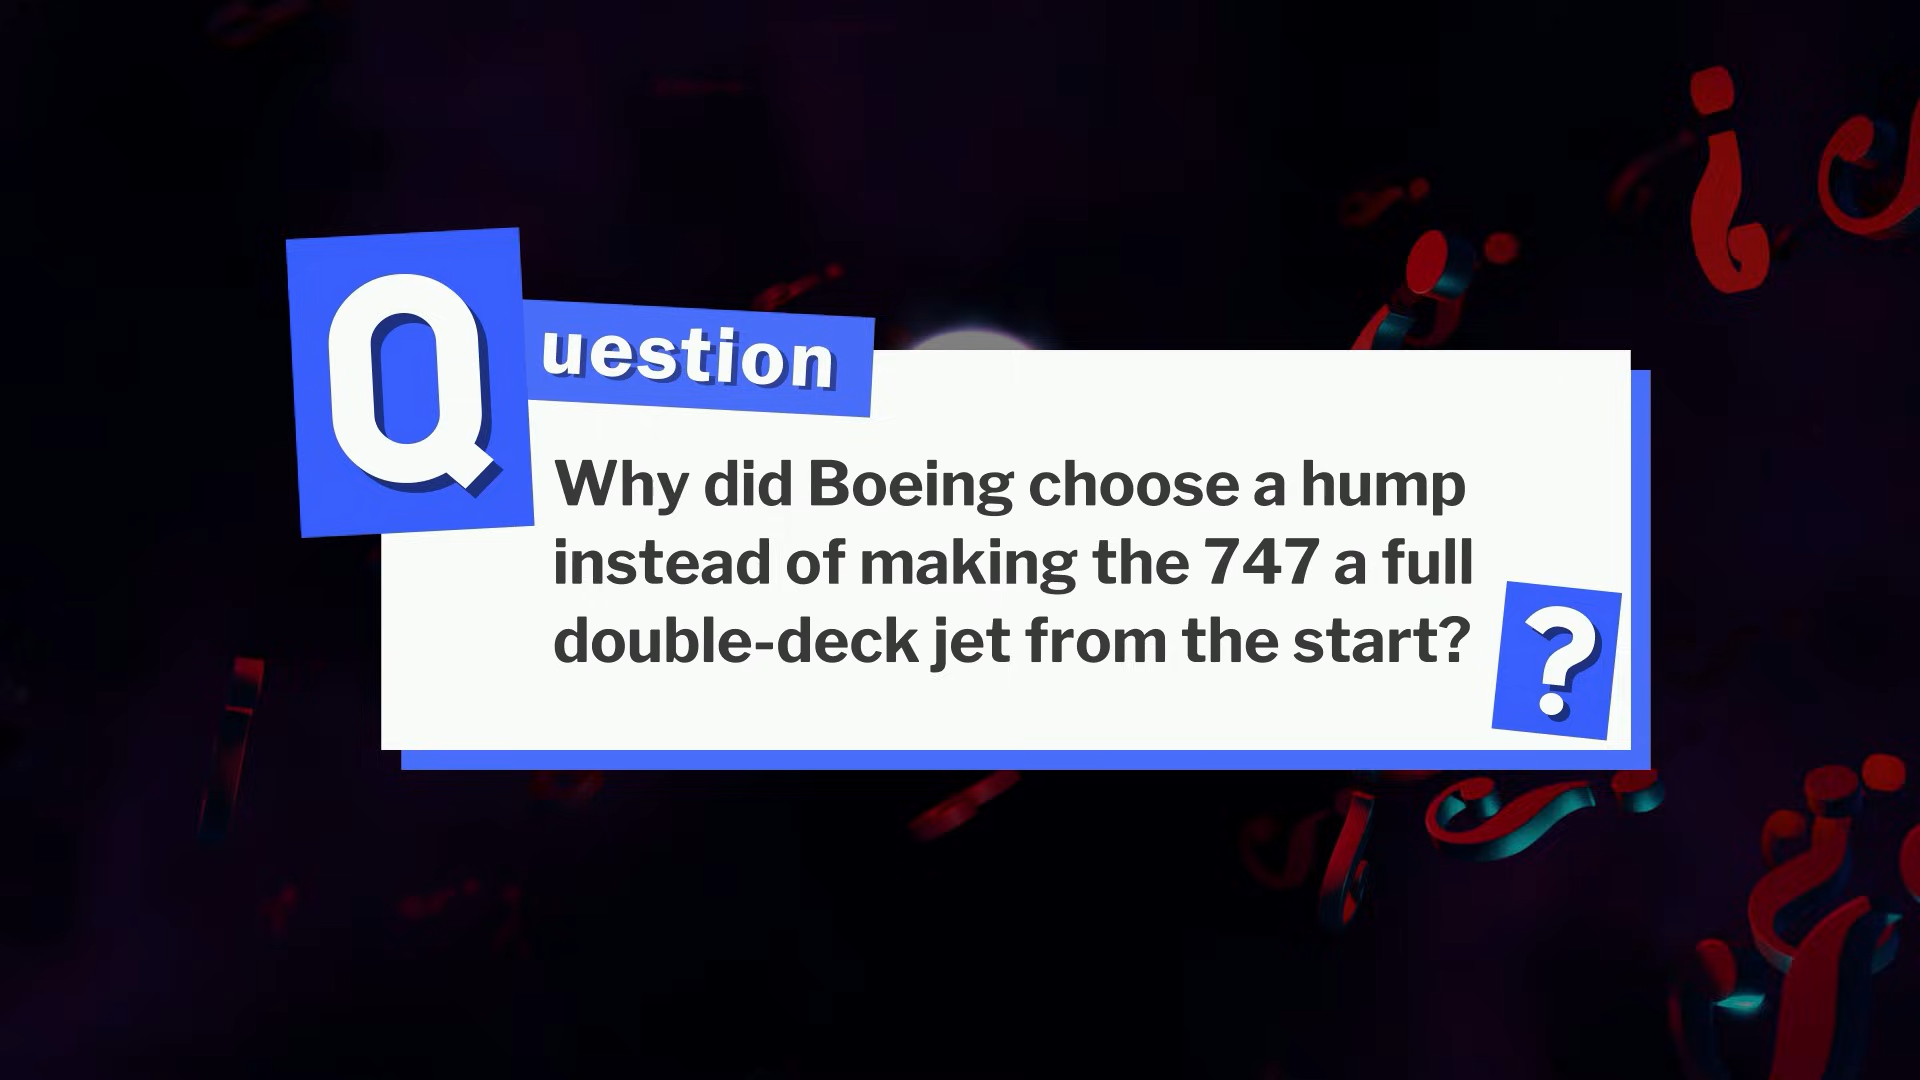 Question
Why did Boeing choose a hump
instead of making the 747 a full
double-deck jet from the start?
?